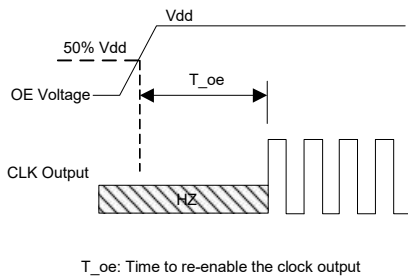 Vdd
50% Vdd
T_oe
OE Voltage
CLK Output
HZ
T_oe: Time to re-enable the clock output